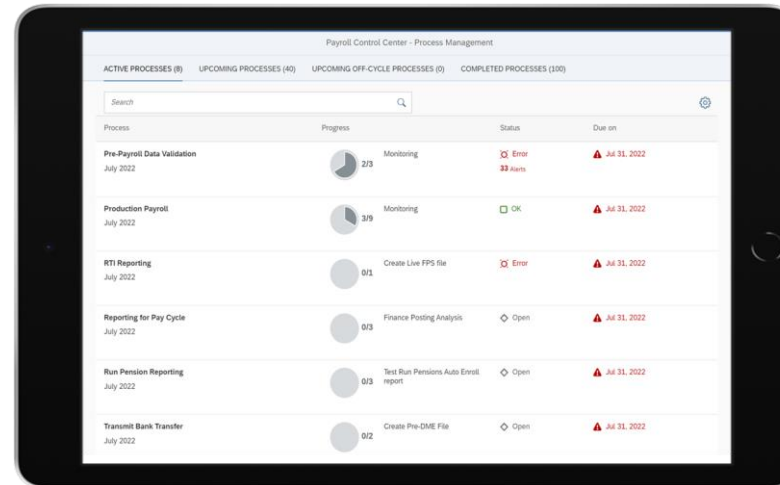 Payroll Control Center - Process Management
ACTIVE PROCESSES (8) UPCOMING PROCESSES (40) UPCOMING OFF-CYCLE PROCESSES (0) COMPLETED PROCESSES (100)
Search
Process Progress Status Due on
Pre-Payroll Data Validation 2/3 Monitoring Error Jul 31, 2022
July 2022 33 Alerts
Production Payroll 3/9 Monitoring OK Jul 31, 2022
July 2022
RTI Reporting 0/1 Create Live FPS file Error Jul 31, 2022
July 2022
Reporting for Pay Cycle 0/3 Finance Posting Analysis Open Jul 31, 2022
July 2022
Run Pension Reporting 0/3 Test Run Pensions Auto Enroll Open Jul 31, 2022
July 2022 report
Transmit Bank Transfer 0/2 Create Pre-DME File Open Jul 31, 2022
July 2022